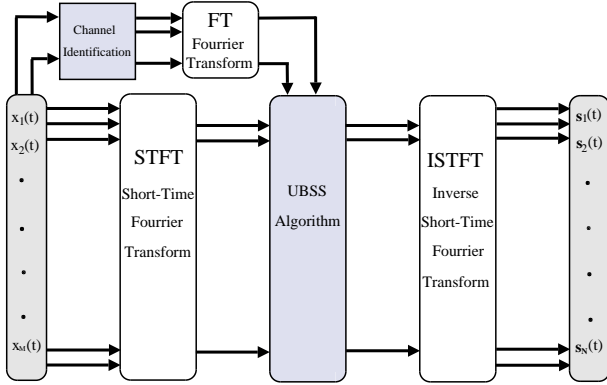 Channel
Identification
FT
Fourrier
Transform
x1(t)
x2(t)
xM(t)
STFT
Short-Time
Fourrier
Transform
UBSS
Algorithm
ISTFT
Inverse
Short-Time
Fourrier
Transform
s1(t)
s2(t)
sN(t)